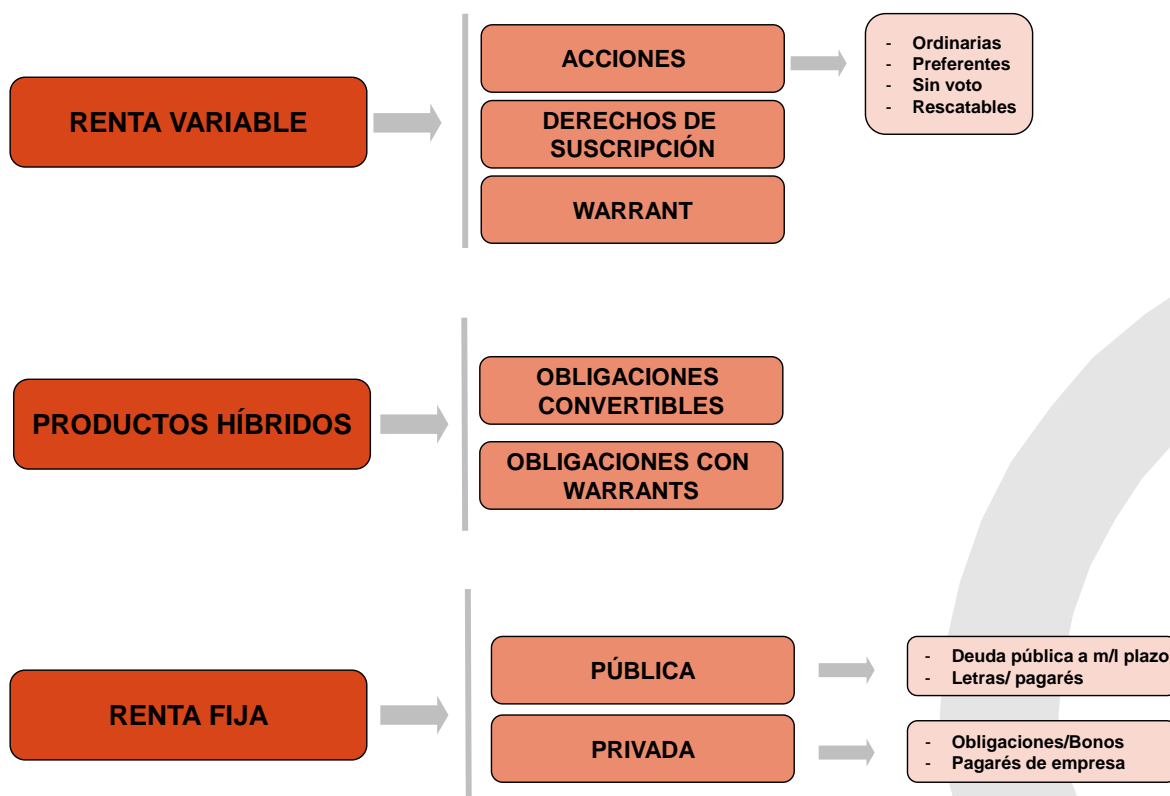 RENTA VARIABLE
ACCIONES
- Ordinarias
- Preferentes
- Sin voto
- Rescatables
DERECHOS DE
SUSCRIPCIÓN
WARRANT
PRODUCTOS HÍBRIDOS
OBLIGACIONES
CONVERTIBLES
OBLIGACIONES CON
WARRANTS
RENTA FIJA
PÚBLICA
- Deuda pública a m/l plazo
- Letras/ pagarés
PRIVADA
- Obligaciones/Bonos
- Pagarés de empresa